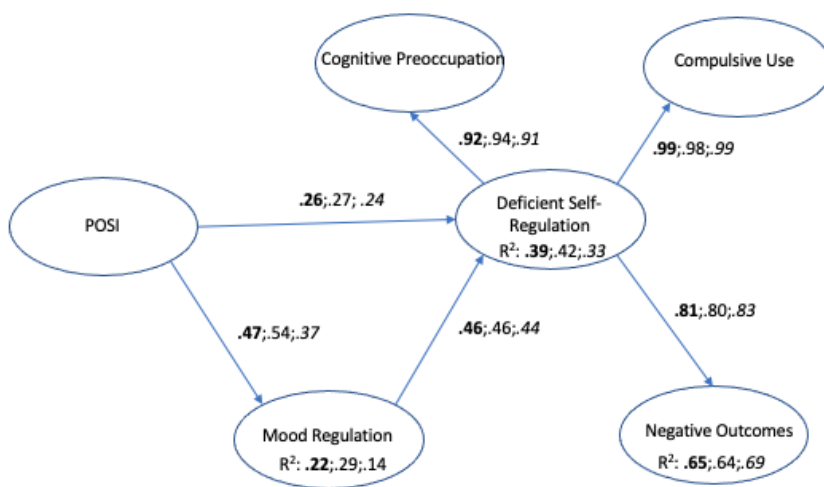 Cognitive Preoccupation
Compulsive Use
.92;.94;.91
.99;.98;.99
POSI
.26;.27; .24
Deficient Self-
Regulation
R²: .39;.42;.33
.47;.54;.37
.46;.46;.44
.81;.80;.83
Mood Regulation
R²: .22;.29;.14
Negative Outcomes
R²: .65;.64;.69